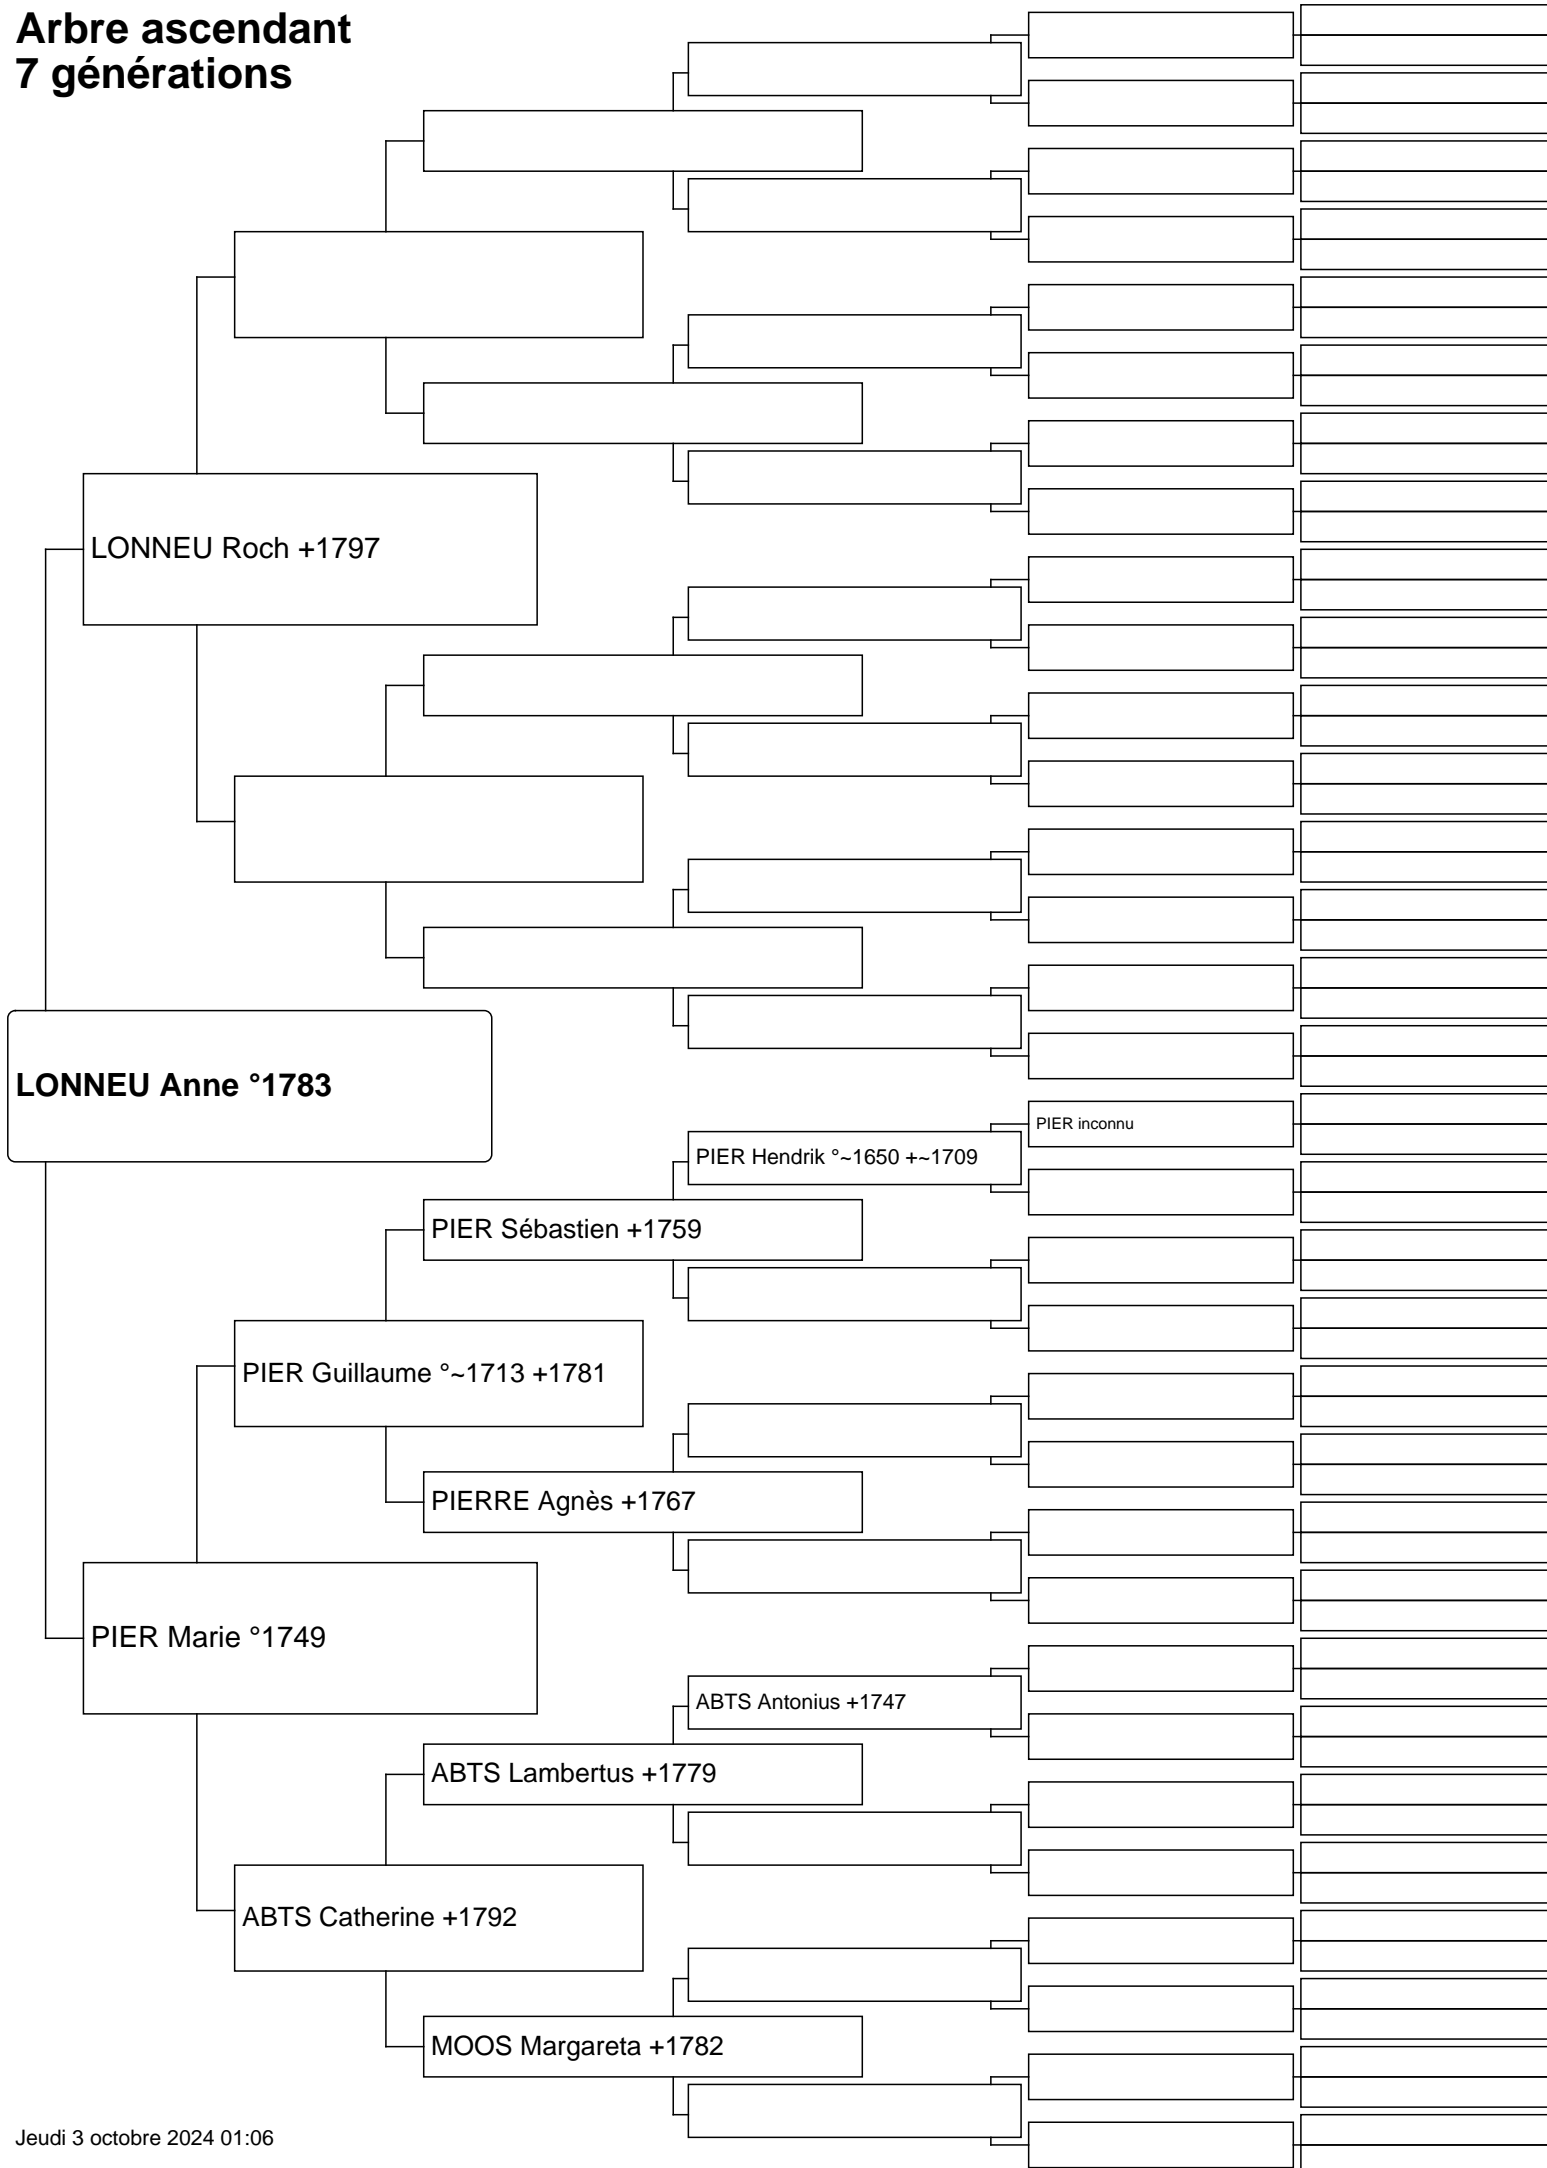 Arbre ascendant
7 générations
LONNEU Roch +1797
LONNEU Anne °1783
PIER inconnu
PIER Hendrik °~1650 +~1709
PIER Sébastien +1759
PIER Guillaume °~1713 +1781
PIERRE Agnès +1767
PIER Marie °1749
ABTS Antonius +1747
ABTS Lambertus +1779
ABTS Catherine +1792
MOOS Margareta +1782
Jeudi 3 octobre 2024 01:06